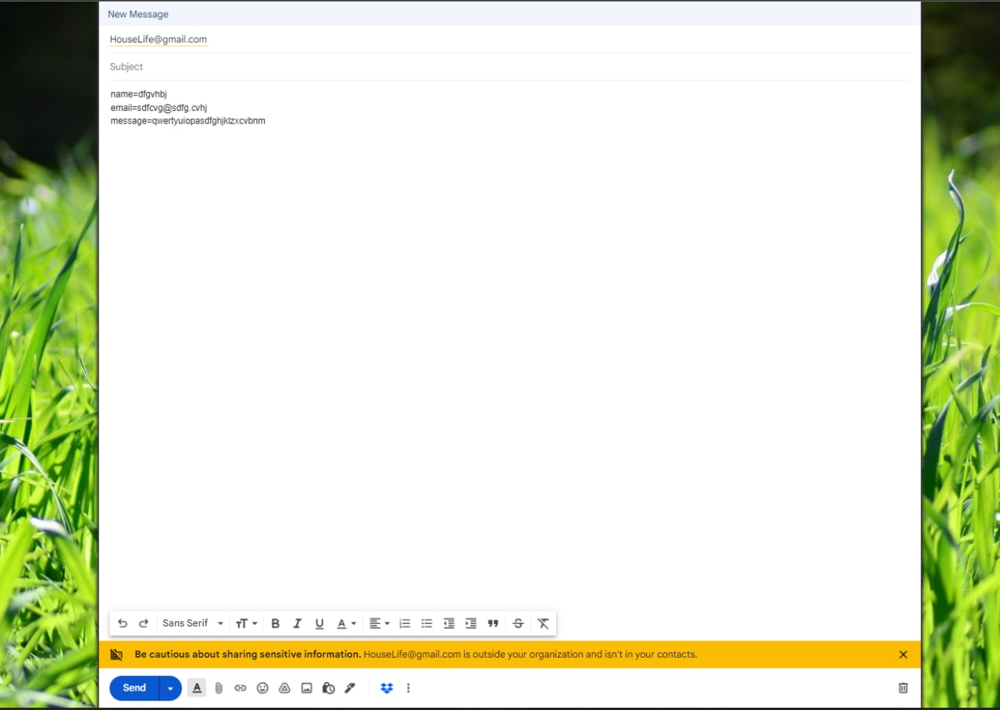 New Message
HouseLife@gmail.com
Subject
name=dfgvhbj
email=sdfcvg@sdfg.cvhj
message=qwertyuiopasdfghjklzxcvbnm
Sans Serif
Be cautious about sharing sensitive information. HouseLife@gmail.com is outside your organization and isn't in your contacts.
Send